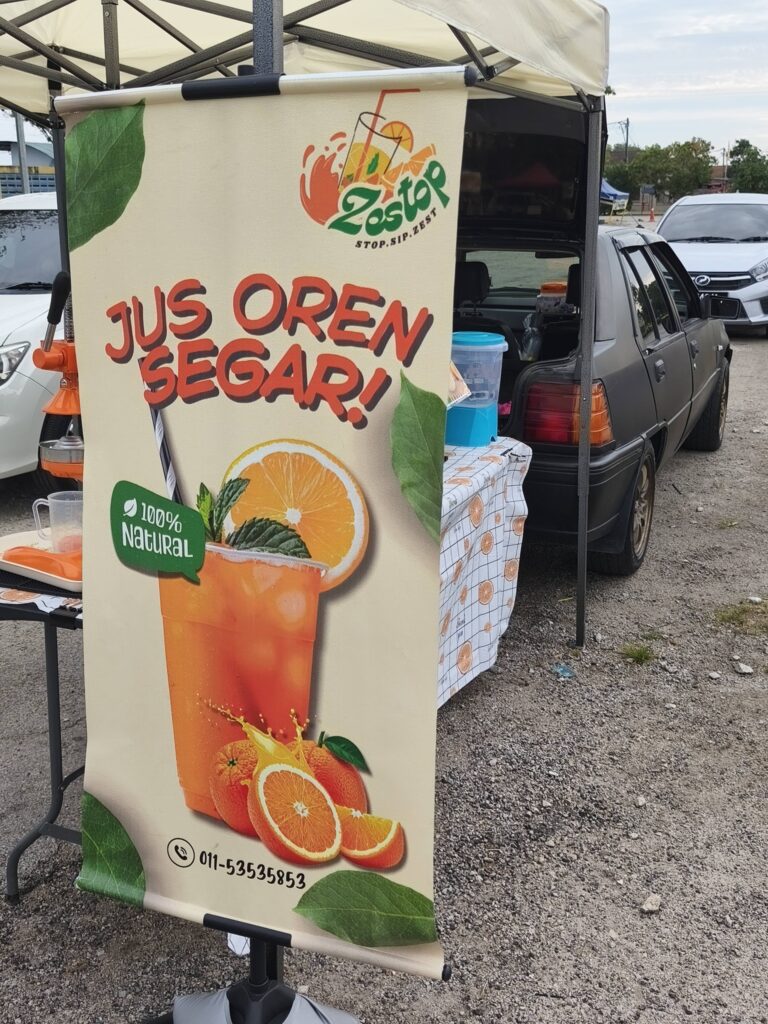 Zestop
STOP.SIP.ZEST
JUS OREN
SEGAR!
100%
Natural
011-53535853